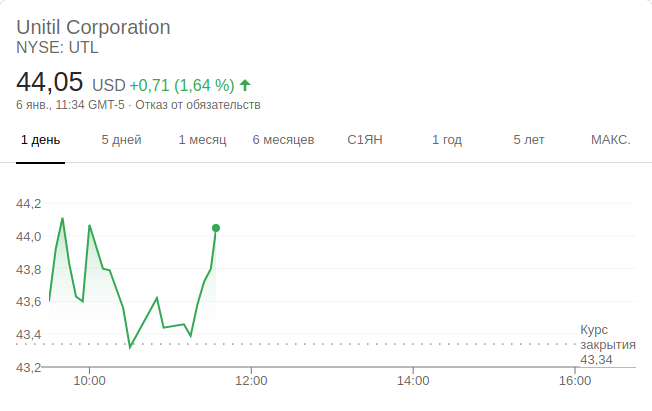 Unitil Corporation
NYSE: UTL
44,05 USD +0,71 (1,64 %)
6 янв., 11:34 GMT-5 · Отказ от обязательств
1 день 5 дней 1 месяц 6 месяцев С1ЯН 1 год 5 лет МАКС.
44,2
44,0
43,8
43,6
43,4
43,2
Курс
закрытия
43,34
10:00 12:00 14:00 16:00